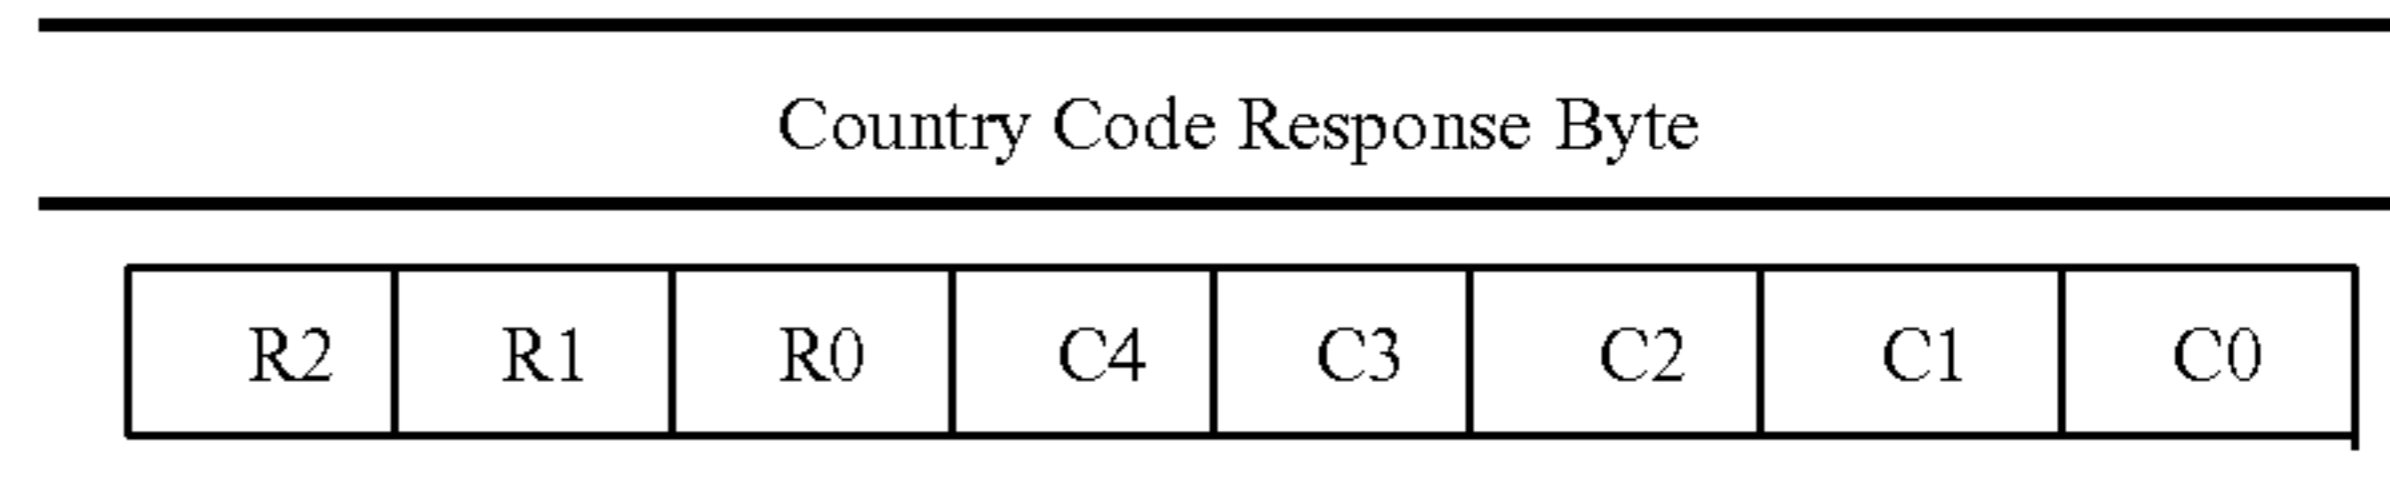 Country Code Response Byte
R2 R1 R0 C4 C3 C2 C1 C0